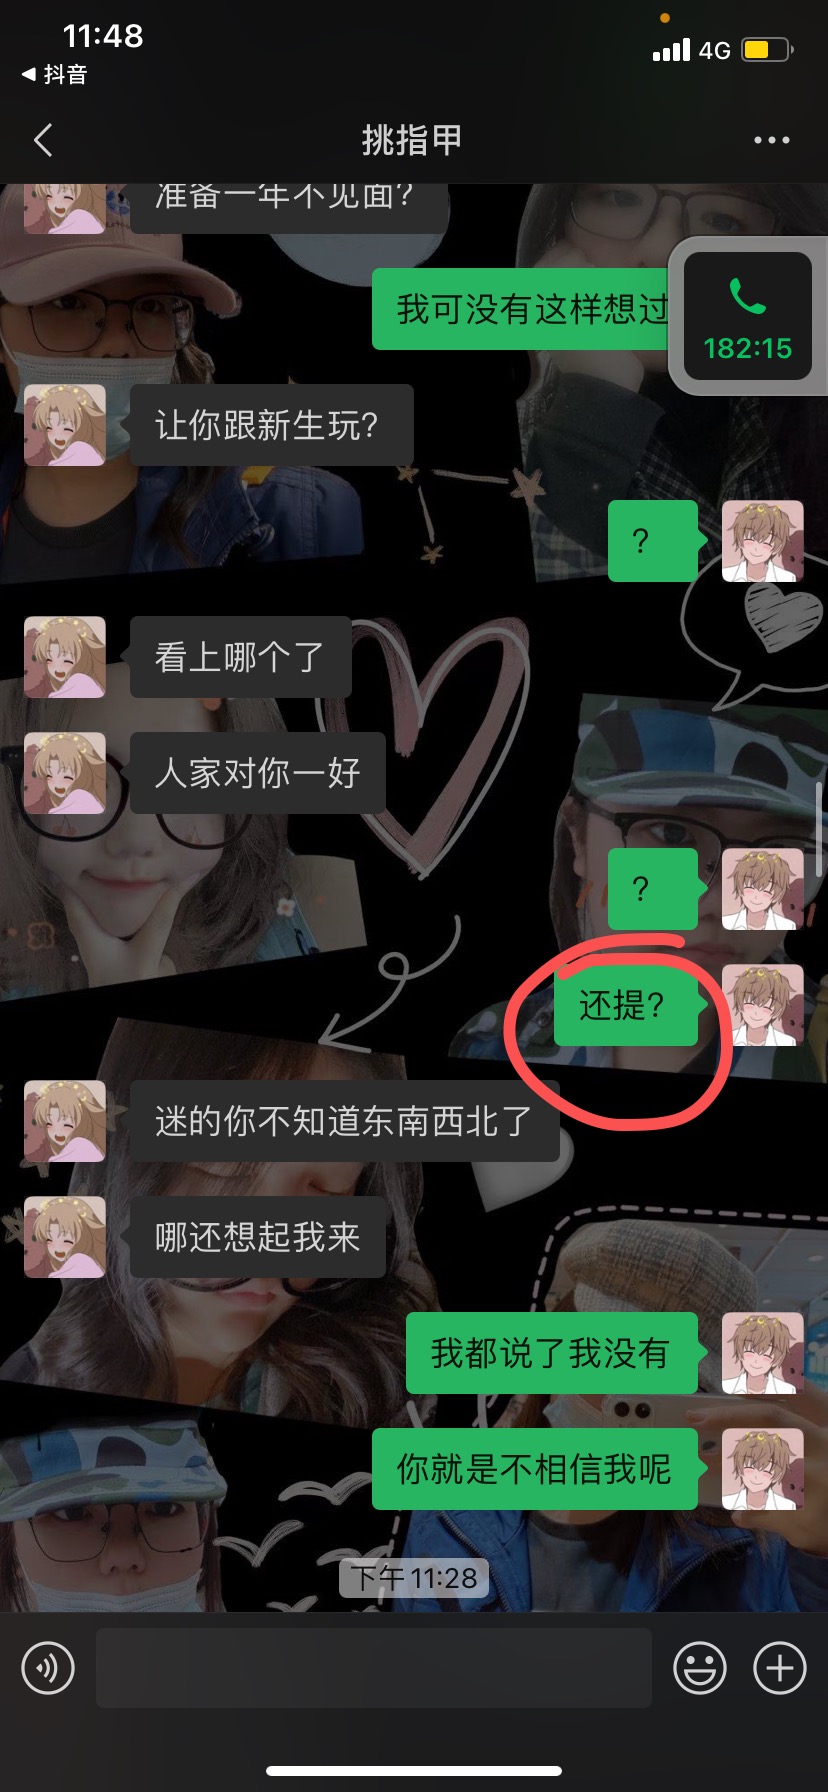 11:48
4G
抖音
挑指甲
准备一年不见面?
我可没有这样想过
182:15
让你跟新生玩?
?
看上哪个了
人家对你一好
?
还提?
迷的你不知道东南西北了
哪还想起我来
我都说了我没有
你就是不相信我呢
下午 11:28